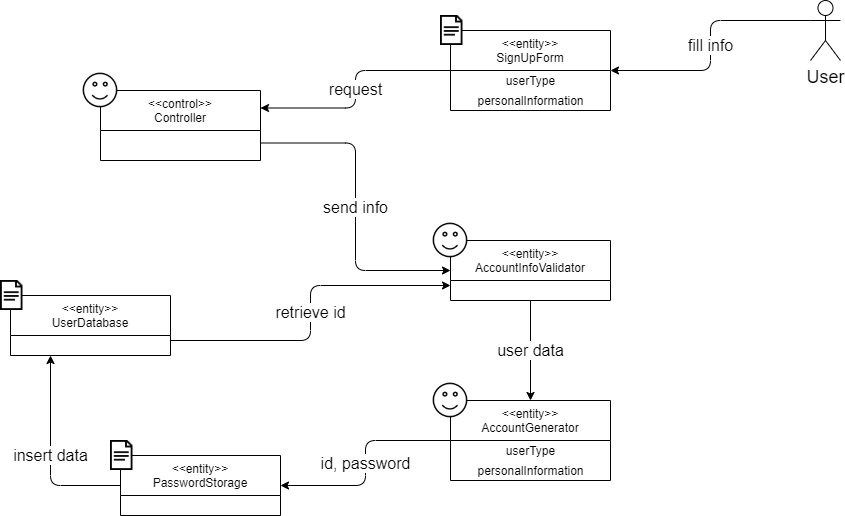 fill info
User
<<entity>>
SignUpForm
userType
personalInformation
request
<<control>>
Controller
send info
<<entity>>
AccountInfoValidator
<<entity>>
UserDatabase
retrieve id
user data
<<entity>>
AccountGenerator
userType
personalInformation
id, password
insert data
<<entity>>
PasswordStorage